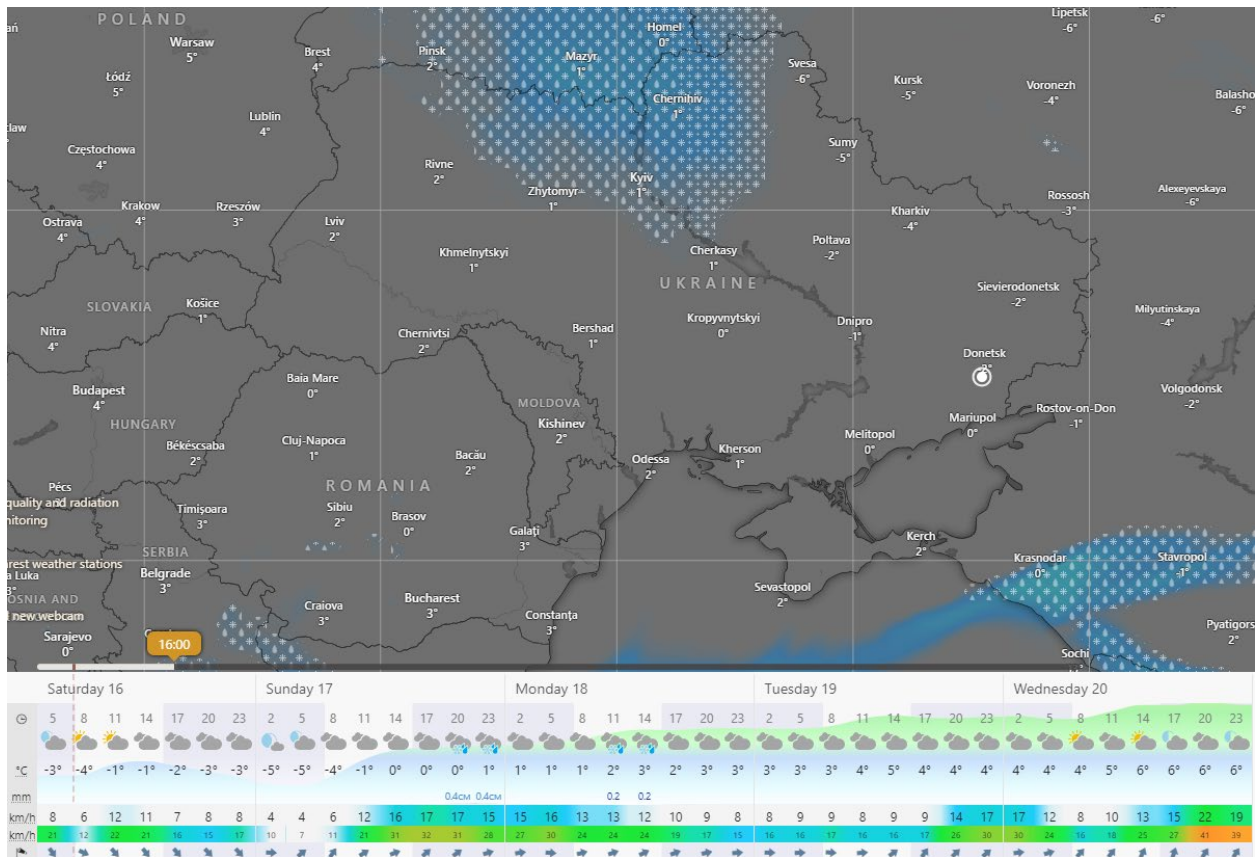 POLAND
Warsaw
5°
Łódź
5°
Lublin
4°
Częstochowa
4°
Krakow
4°
Rzeszów
3°
Ostrava
4°
Brest
4°
Pinsk
2°
Mazyr
1°
Homel
0°
Chernihiv
1°
Svesa
-6°
Kursk
-5°
Lipetsk
-6°
-6°
Voronezh
-4°
Balasho
-6°
Sumy
-5°
Rivne
2°
Zhytomyr
1°
Kyiv
1°
Lviv
2°
Khmelnytskyi
1°
Cherkasy
1°
Poltava
-2°
Kharkiv
-4°
Rossosh
-3°
Alexeyevskaya
-6°
UKRAINE
Sievierodonetsk
-2°
Milyutinskaya
-4°
SLOVAKIA
Košice
1°
Nitra
4°
Chernivtsi
2°
Bershad
1°
Kropyvnytskyi
0°
Dnipro
-1°
Donetsk
Budapest
4°
HUNGARY
Baia Mare
0°
MOLDOVA
Kishinev
2°
Volgodonsk
-2°
Rostov-on-Don
-1°
Mariupol
0°
Melitopol
0°
Kherson
1°
Odessa
2°
Békéscsaba
2°
Cluj-Napoca
1°
Bacău
2°
ROMANIA
Pécs
equality and radiation
nitoring
Timișoara
3°
Sibiu
2°
Brasov
0°
Galați
3°
SERBIA
Belgrade
3°
arest weather stations
a Luka
3°
OSNIA AND
new webcam
Sarajevo
0°
Craiova
3°
Bucharest
3°
Constanța
3°
Kerch
2°
Sevastopol
2°
Krasnodar
0°
Stavropol
-1°
Pyatigors
2°
Sochi
16:00
Saturday 16 Sunday 17 Monday 18 Tuesday 19 Wednesday 20
5 8 11 14 17 20 23 2 5 8 11 14 17 20 23 2 5 8 11 14 17 20 23 2 5 8 11 14 17 20 23 2 5 8 11 14 17 20 23
°C -3° -4° -1° -1° -2° -3° -3° -5° -5° -4° -1° 0° 0° 0° 1° 1° 1° 1° 2° 3° 2° 3° 3° 3° 3° 3° 4° 5° 4° 4° 4° 4° 4° 4° 5° 6° 6° 6° 6°
mm 0.4см 0.4см 0.2 0.2
km/h 8 6 12 11 7 8 8 4 4 6 12 16 17 17 15 15 16 13 13 12 10 9 8 8 9 9 8 9 9 14 17 17 12 8 10 13 15 22 19
km/h 21 12 22 21 16 15 17 10 7 11 21 31 32 31 28 27 30 24 24 24 19 17 15 16 16 17 16 16 17 26 30 30 24 16 18 25 27 41 39